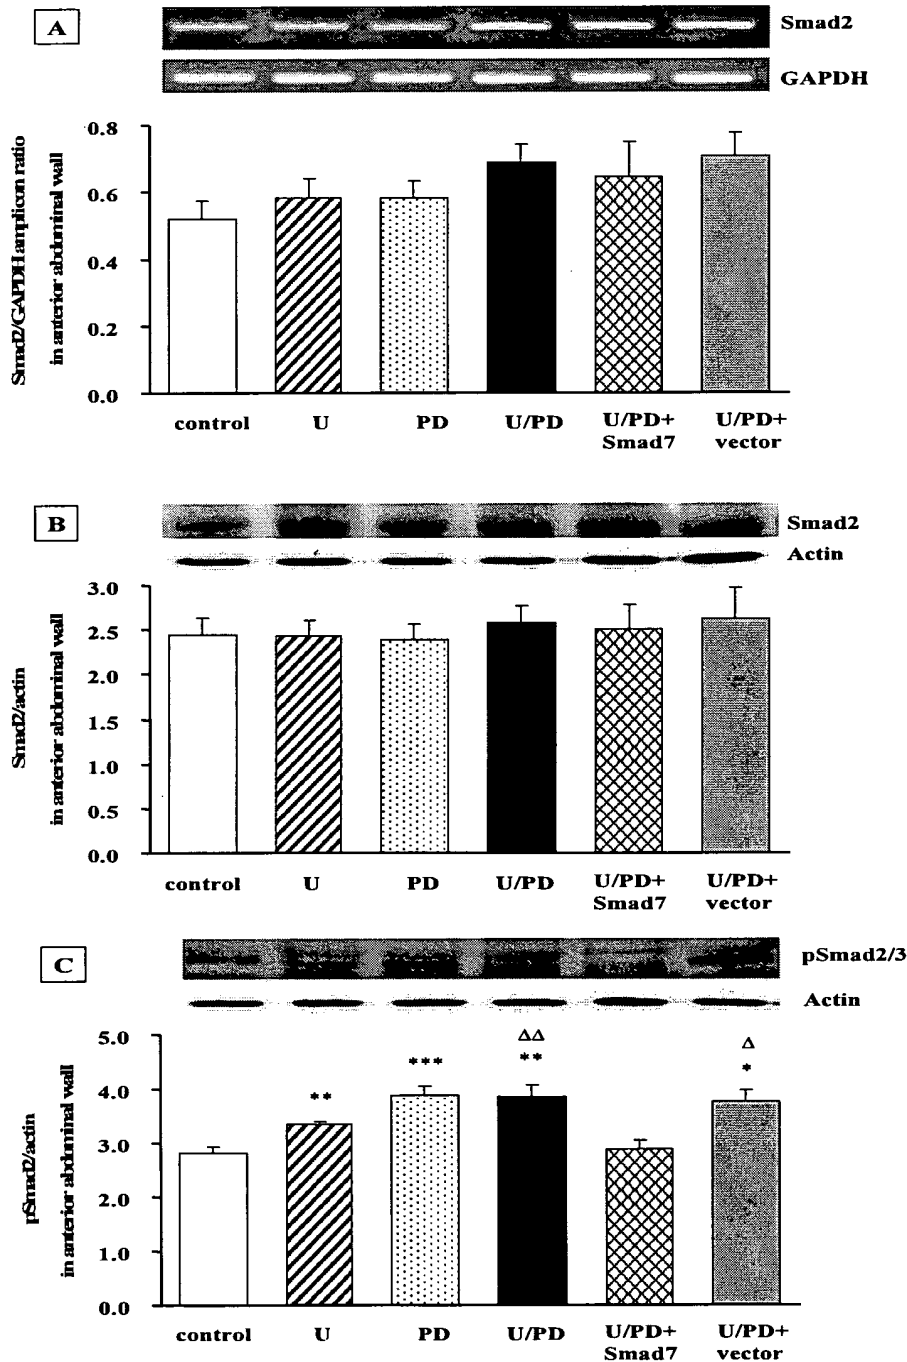 A
Smad2
GAPDH
Smad2/GAPDH amplicon ratio
in anterior abdominal wall
0.8
0.6
0.4
0.2
0.0
control
U
PD
U/PD
U/PD+
Smad7
U/PD+
vector
B
Smad2
Actin
Smad2/actin
in anterior abdominal wall
3.0
2.5
2.0
1.5
1.0
0.5
0.0
control
U
PD
U/PD
U/PD+
Smad7
U/PD+
vector
C
pSmad2/3
Actin
pSmad2/actin
in anterior abdominal wall
5.0
4.0
3.0
2.0
1.0
0.0
**
***
ΔΔ
**
Δ
*
control
U
PD
U/PD
U/PD+
Smad7
U/PD+
vector